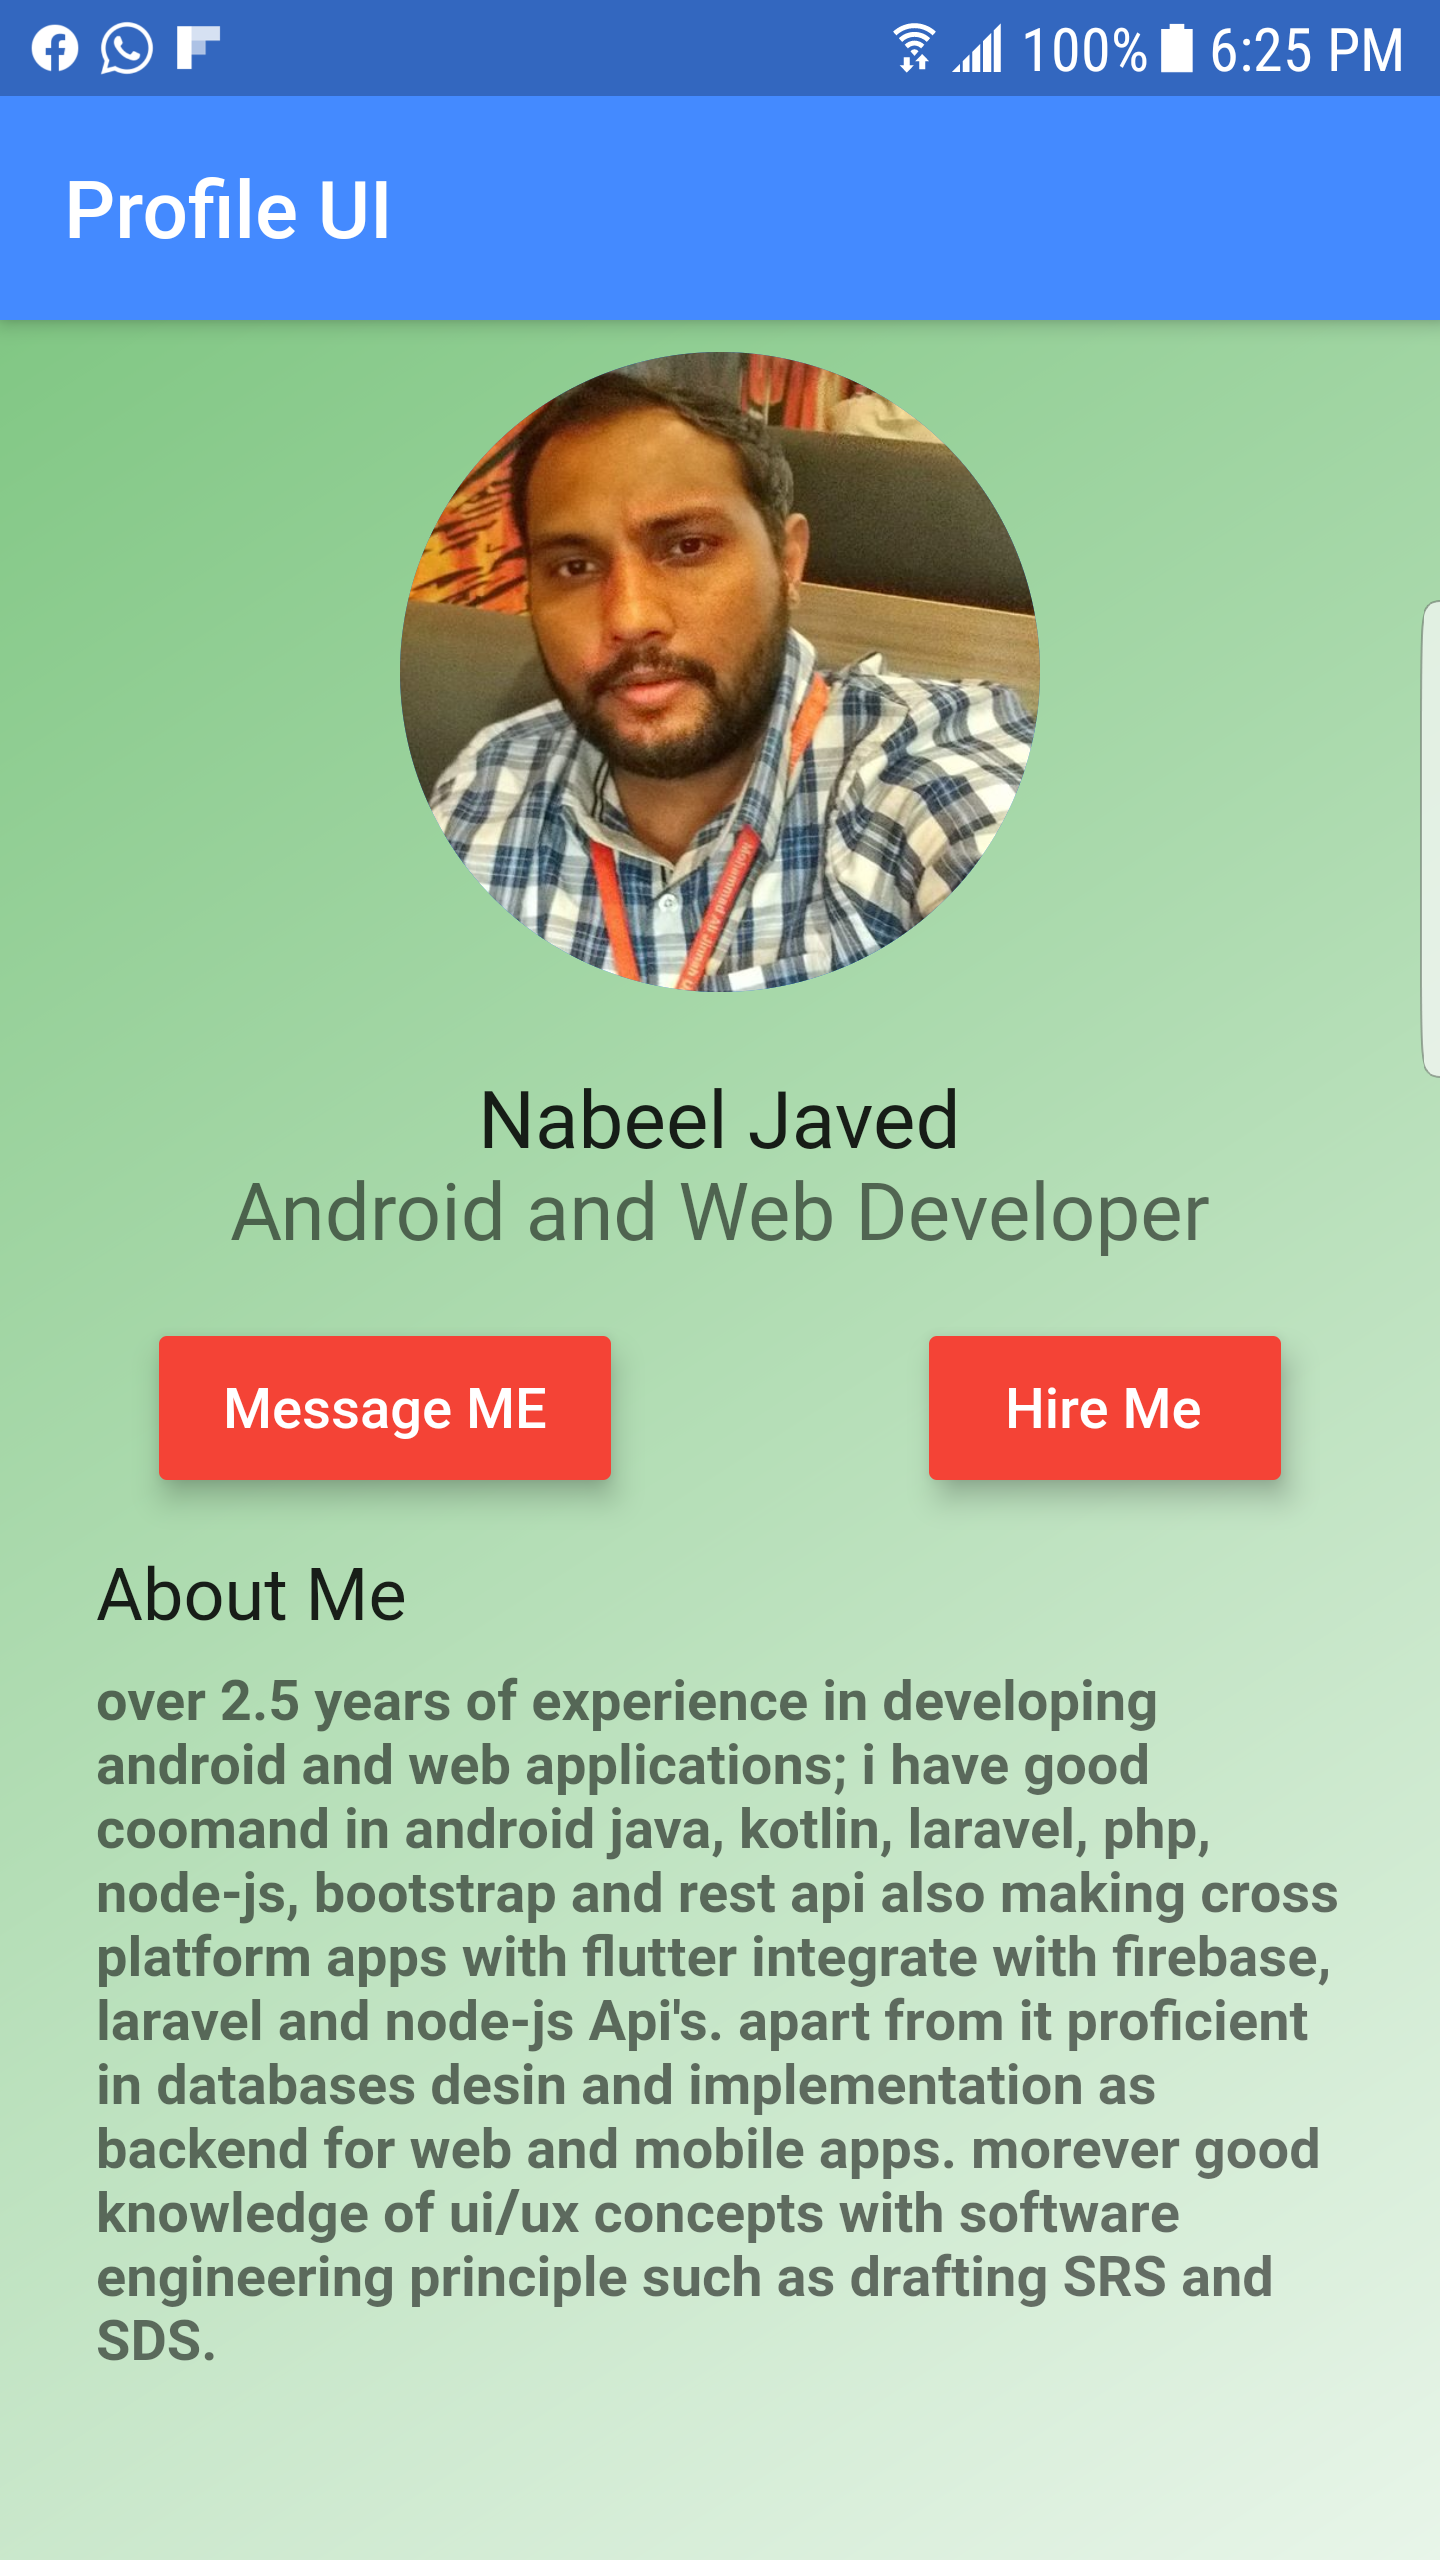 100% 6:25 PM
Profile UI
Mohammad Ali Jinnah U
Nabeel Javed
Android and Web Developer
Message ME
Hire Me
About Me
over 2.5 years of experience in developing
android and web applications; i have good
coomand in android java, kotlin, laravel, php,
node-js, bootstrap and rest api also making cross
platform apps with flutter integrate with firebase,
laravel and node-js Api's. apart from it proficient
in databases desin and implementation as
backend for web and mobile apps. morever good
knowledge of ui/ux concepts with software
engineering principle such as drafting SRS and
SDS.